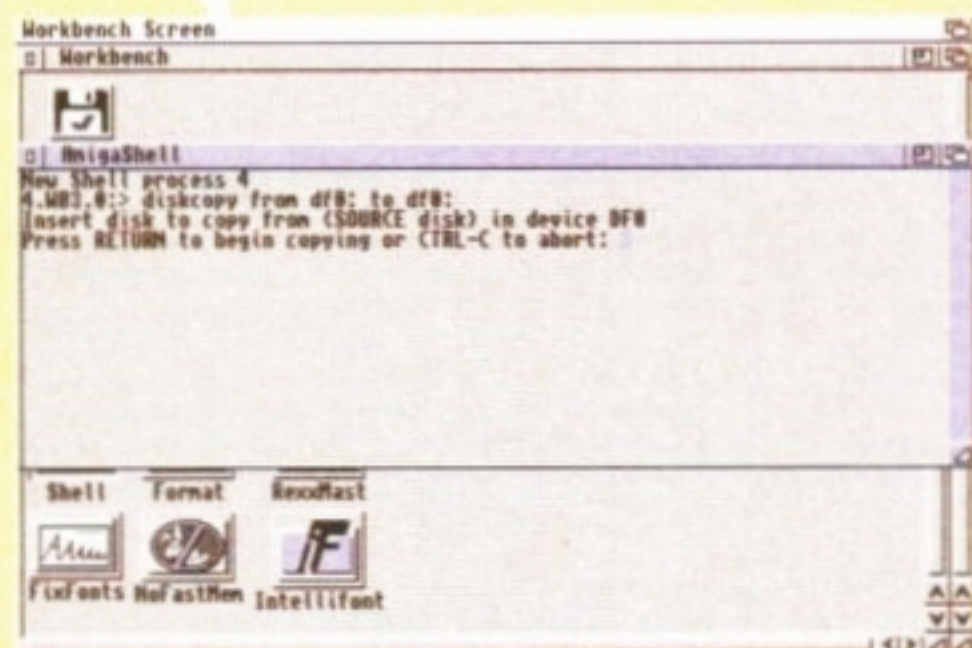 Workbench Screen
Workbench
AmigaShell
New Shell process 4
4.WB3.0:> diskcopy from df0: to df0:
Insert disk to copy from (SOURCE disk) in device DF0
Press RETURN to begin copying or CTRL-C to abort:
Shell Format RexxMast
FixFonts NoFastMem Intellifont